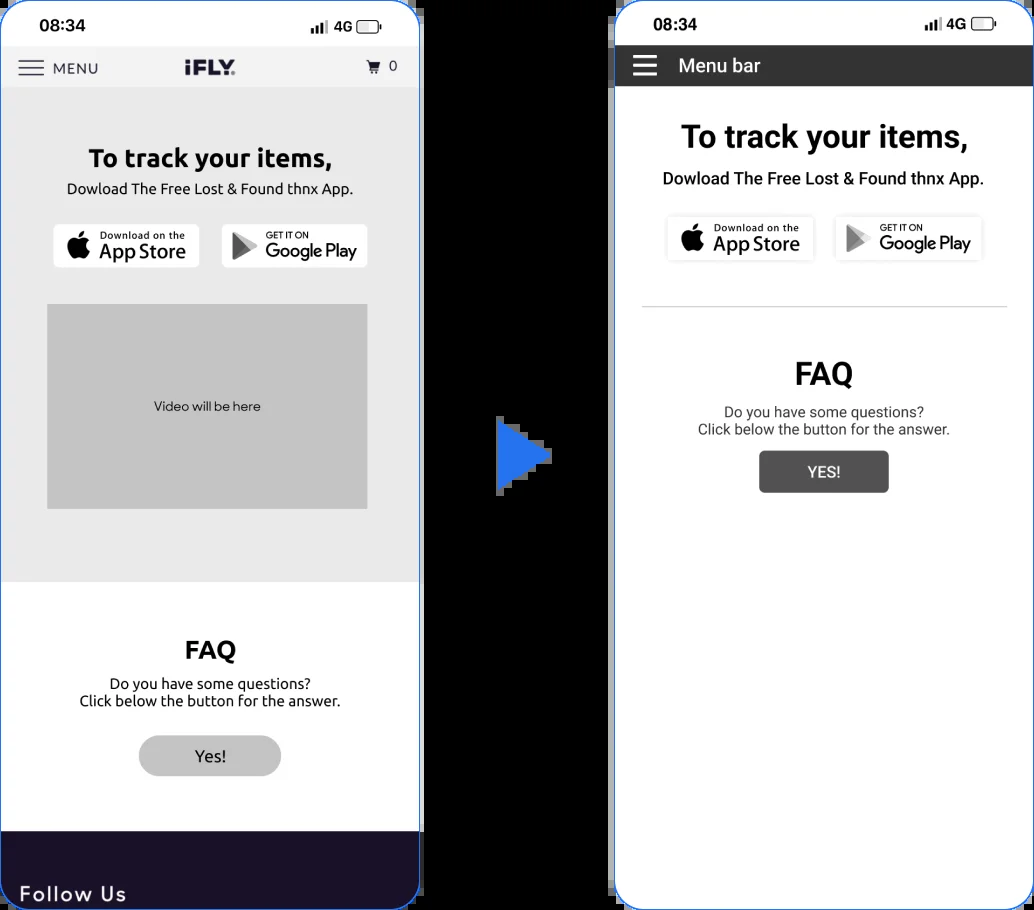 08:34
4G
MENU
iFLY.
0
To track your items,
Dowload The Free Lost & Found thnx App.
Download on the
App Store
GET IT ON
Google Play
Video will be here
FAQ
Do you have some questions?
Click below the button for the answer.
Yes!
Follow Us
08:34
4G
Menu bar
To track your items,
Dowload The Free Lost & Found thnx App.
Download on the
App Store
GET IT ON
Google Play
FAQ
Do you have some questions?
Click below the button for the answer.
YES!